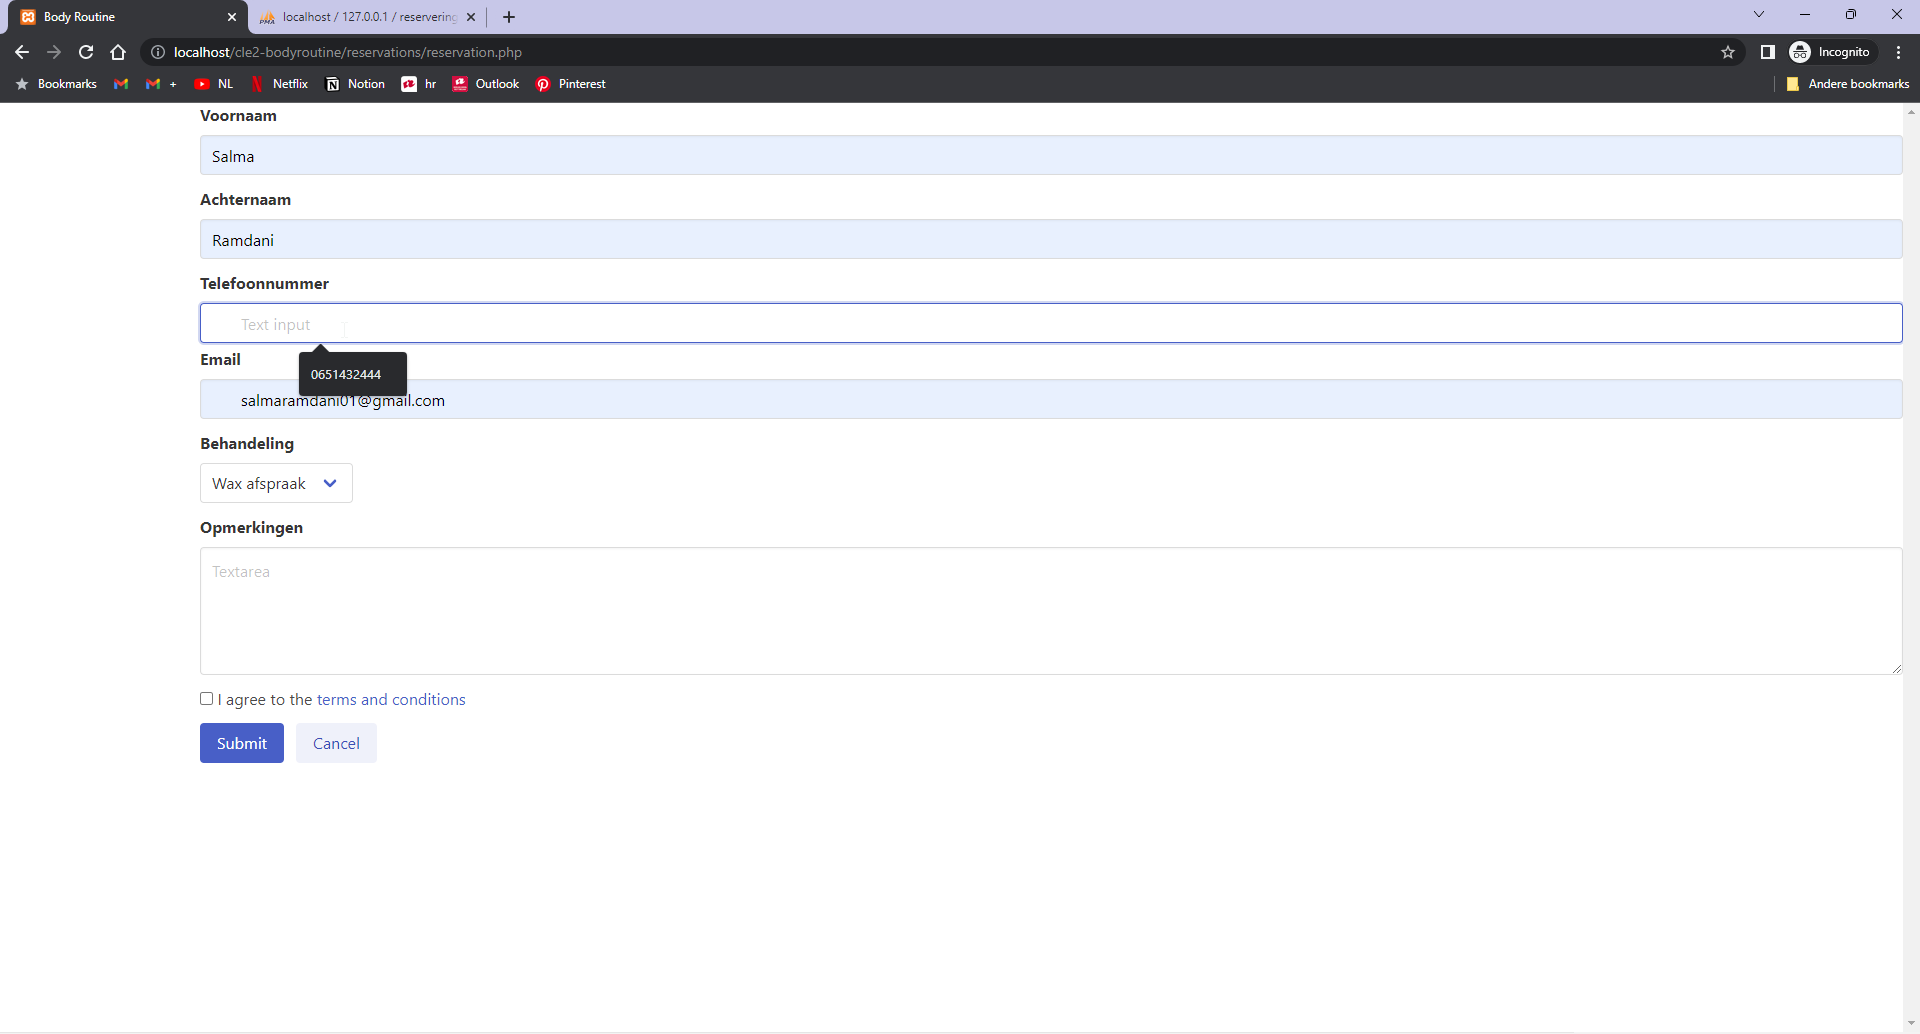 Body Routine
localhost / 127.0.0.1 / reservering
localhost/cle2-bodyroutine/reservations/reservation.php
Incognito
Bookmarks
+
NL
Netflix
Notion
hr
Outlook
Pinterest
Andere bookmarks
Voornaam
Salma
Achternaam
Ramdani
Telefoonnummer
Text input
0651432444
Email
salmaramdani01@gmail.com
Behandeling
Wax afspraak
Opmerkingen
Textarea
I agree to the terms and conditions
Submit
Cancel